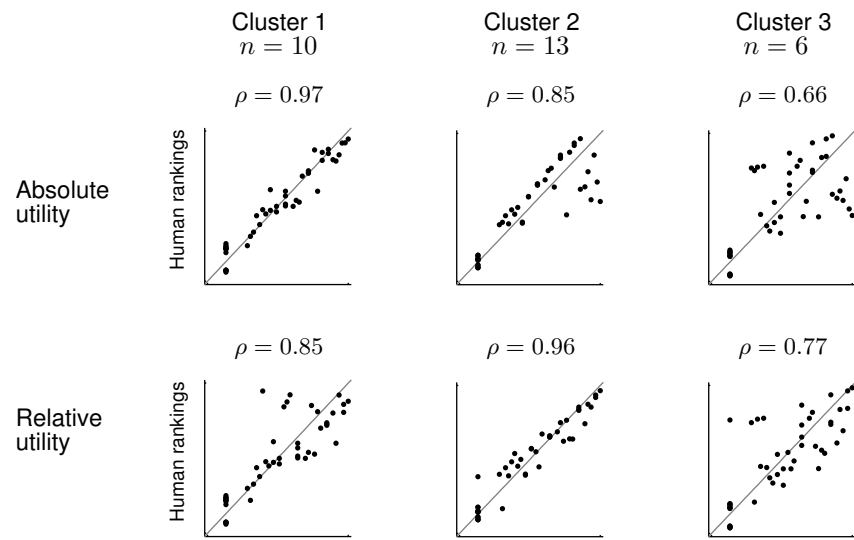 Cluster 1 Cluster 2 Cluster 3
n = 10 n = 13 n = 6
ρ = 0.97 ρ = 0.85 ρ = 0.66
Absolute
utility
Human rankings
ρ = 0.85 ρ = 0.96 ρ = 0.77
Relative
utility
Human rankings